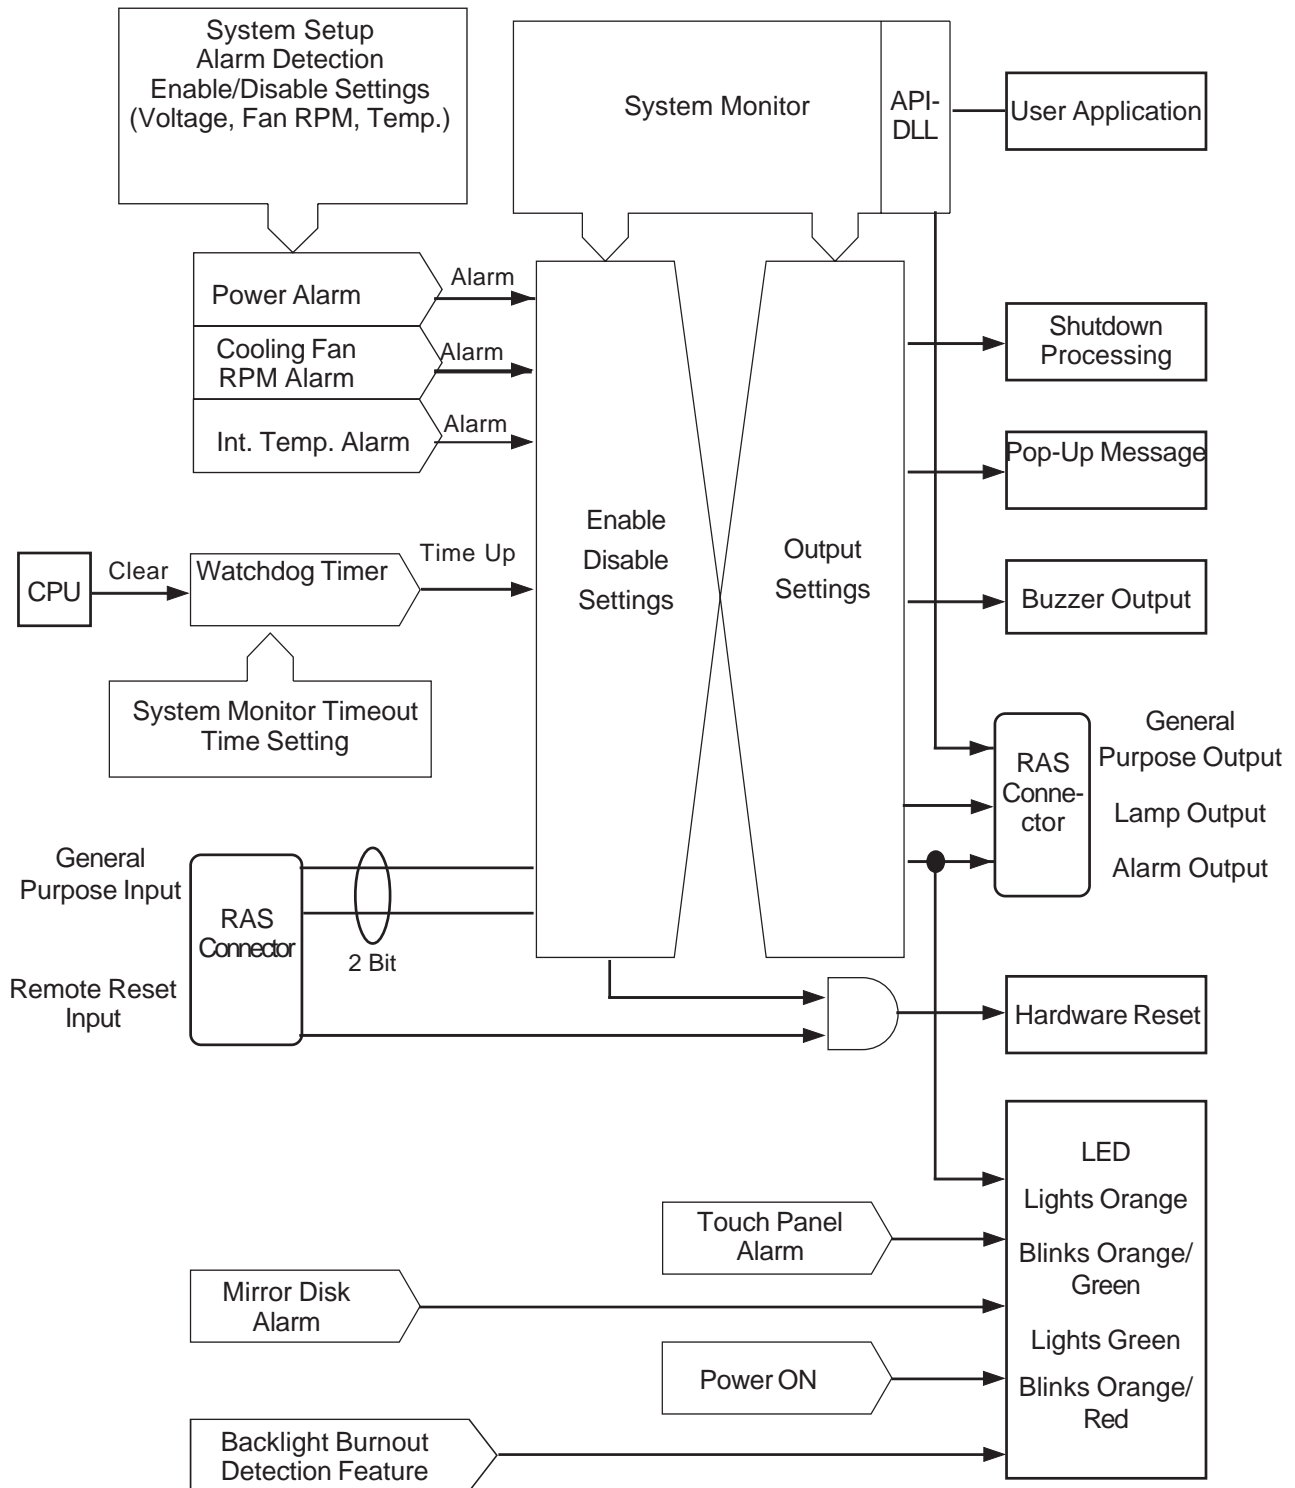 System Setup
Alarm Detection
Enable/Disable Settings
(Voltage, Fan RPM, Temp.)
System Monitor
API-
DLL
User Application
Power Alarm
Alarm
Cooling Fan
RPM Alarm
Alarm
Int. Temp. Alarm
Alarm
Shutdown
Processing
Pop-Up Message
Enable
Disable
Settings
Output
Settings
CPU
Clear
Watchdog Timer
Time Up
Buzzer Output
System Monitor Timeout
Time Setting
RAS
Conne-
ctor
General
Purpose Output
Lamp Output
Alarm Output
General
Purpose Input
RAS
Connector
2 Bit
Remote Reset
Input
Hardware Reset
LED
Lights Orange
Blinks Orange/
Green
Lights Green
Blinks Orange/
Red
Touch Panel
Alarm
Mirror Disk
Alarm
Power ON
Backlight Burnout
Detection Feature